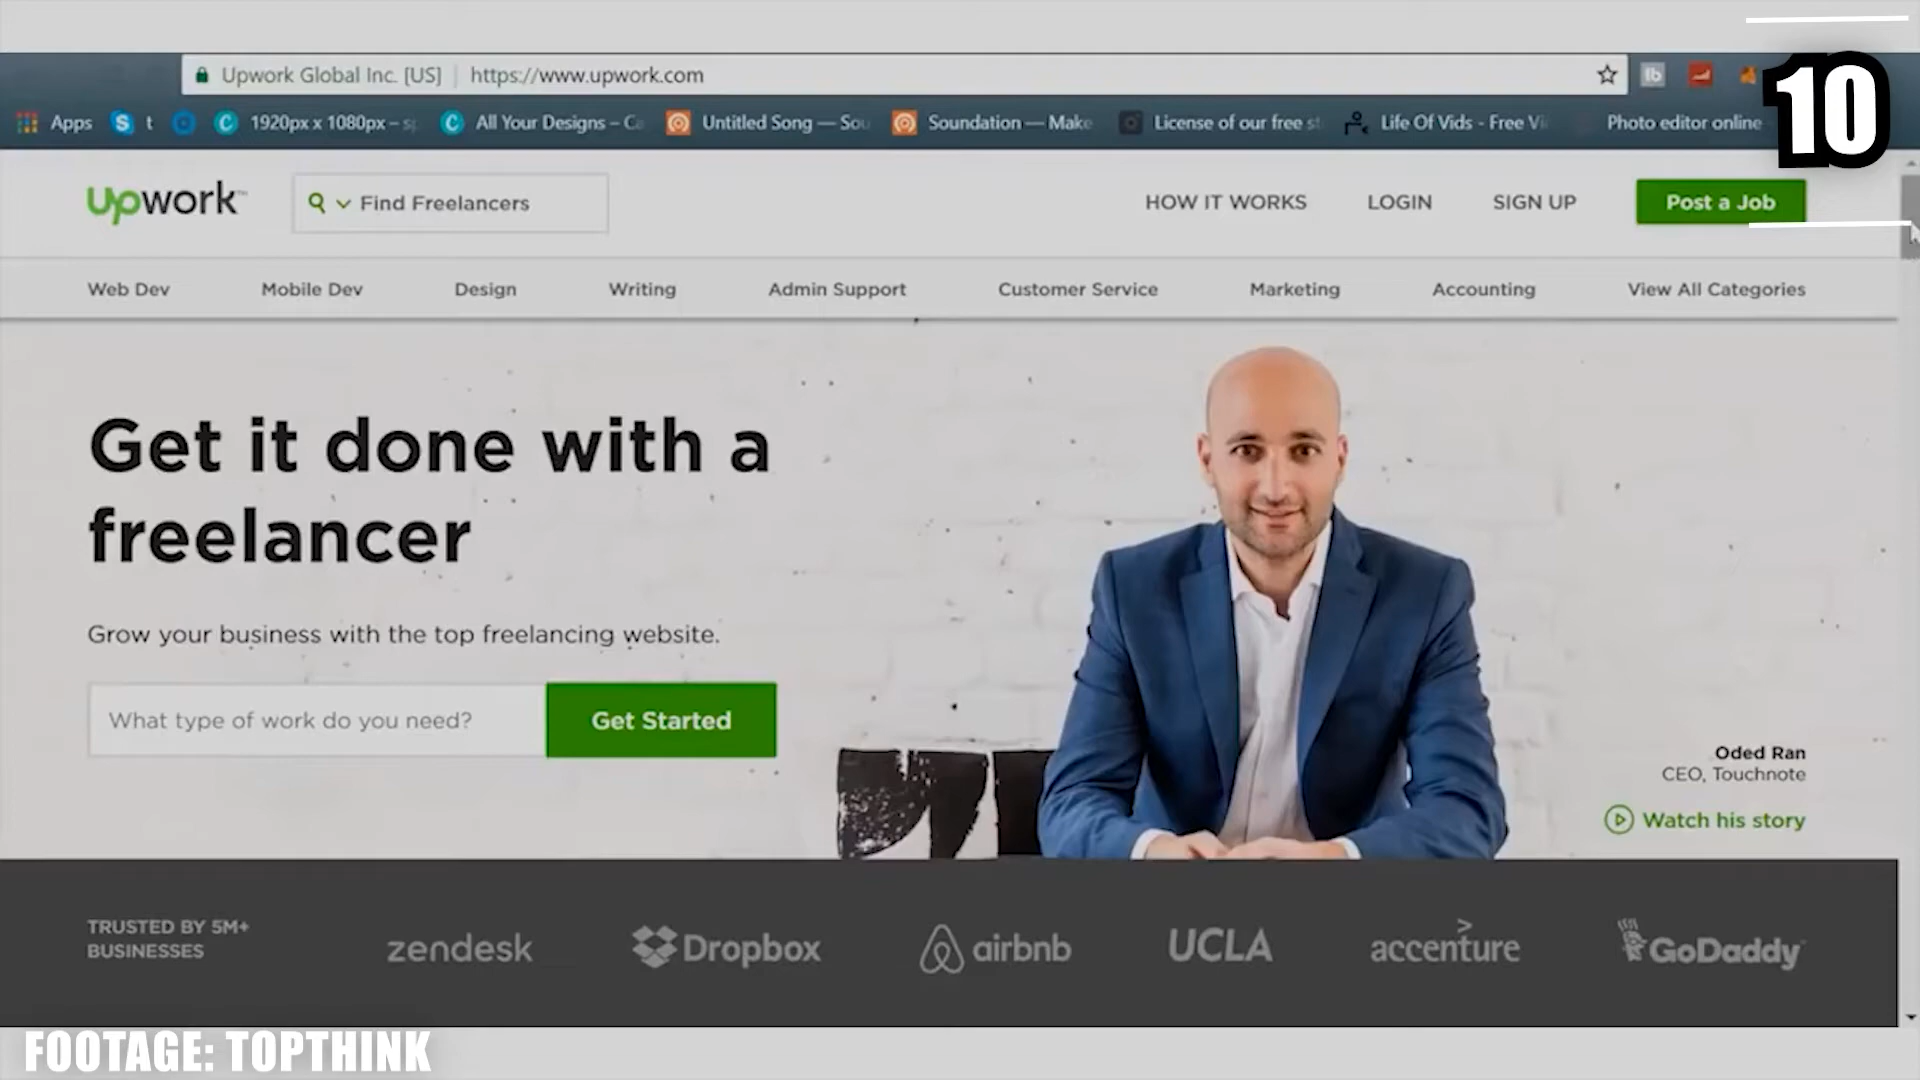 10
Upwork Global Inc. [US] | https://www.upwork.com
Apps t 1920px x 1080px – All Your Designs – Untitled Song — Soundation — Make License of our free Life Of Vids - Free Photo editor online
Upwork™ Find Freelancers HOW IT WORKS LOGIN SIGN UP Post a Job
Web Dev Mobile Dev Design Writing Admin Support Customer Service Marketing Accounting View All Categories
Get it done with a
freelancer
Grow your business with the top freelancing website.
What type of work do you need? Get Started
Oded Ran
CEO, Touchnote
Watch his story
TRUSTED BY 5M+
BUSINESSES
zendesk Dropbox airbnb UCLA accenture GoDaddy
FOOTAGE: TOPTHINK